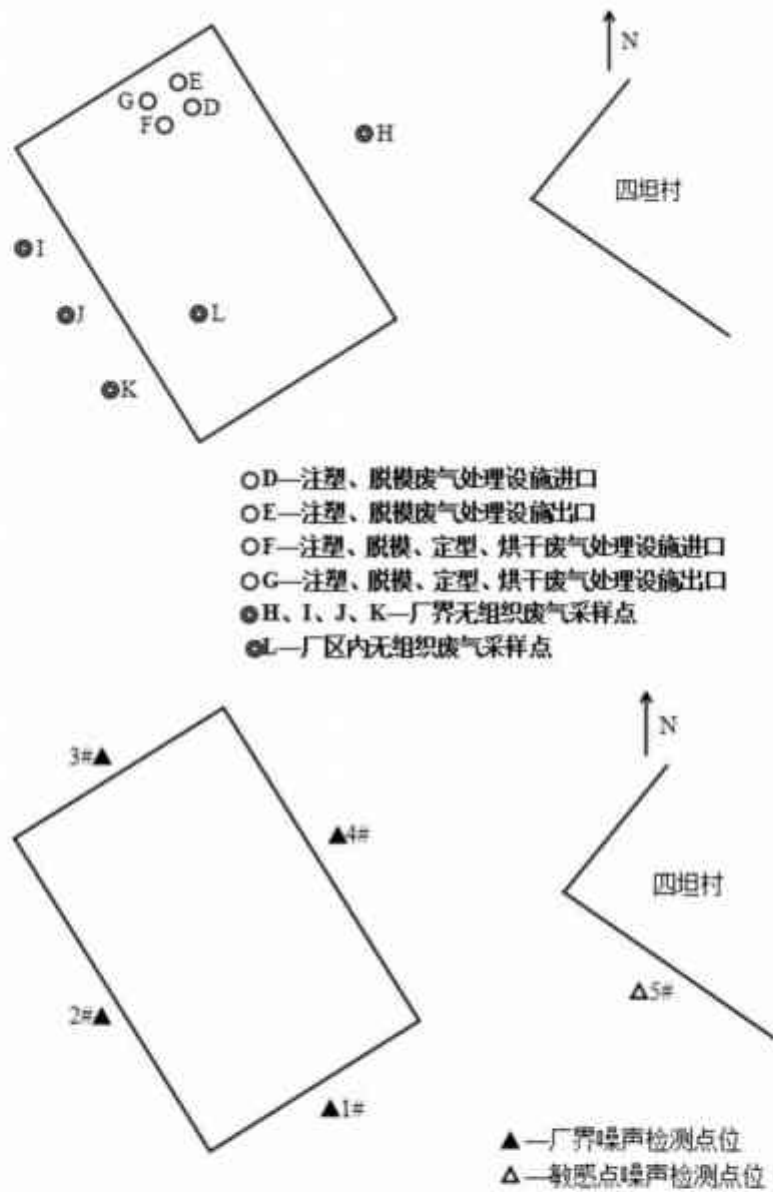 N
E
G
D
F
H
四坦村
I
J
L
K
D—注塑、脱模废气处理设施进口
E—注塑、脱模废气处理设施出口
F—注塑、脱模、定型、烘干废气处理设施进口
G—注塑、脱模、定型、烘干废气处理设施出口
H、I、J、K—厂界无组织废气采样点
L—厂区内无组织废气采样点
N
3#
4#
四坦村
2#
5#
1#
—厂界噪声检测点位
—敏感点噪声检测点位